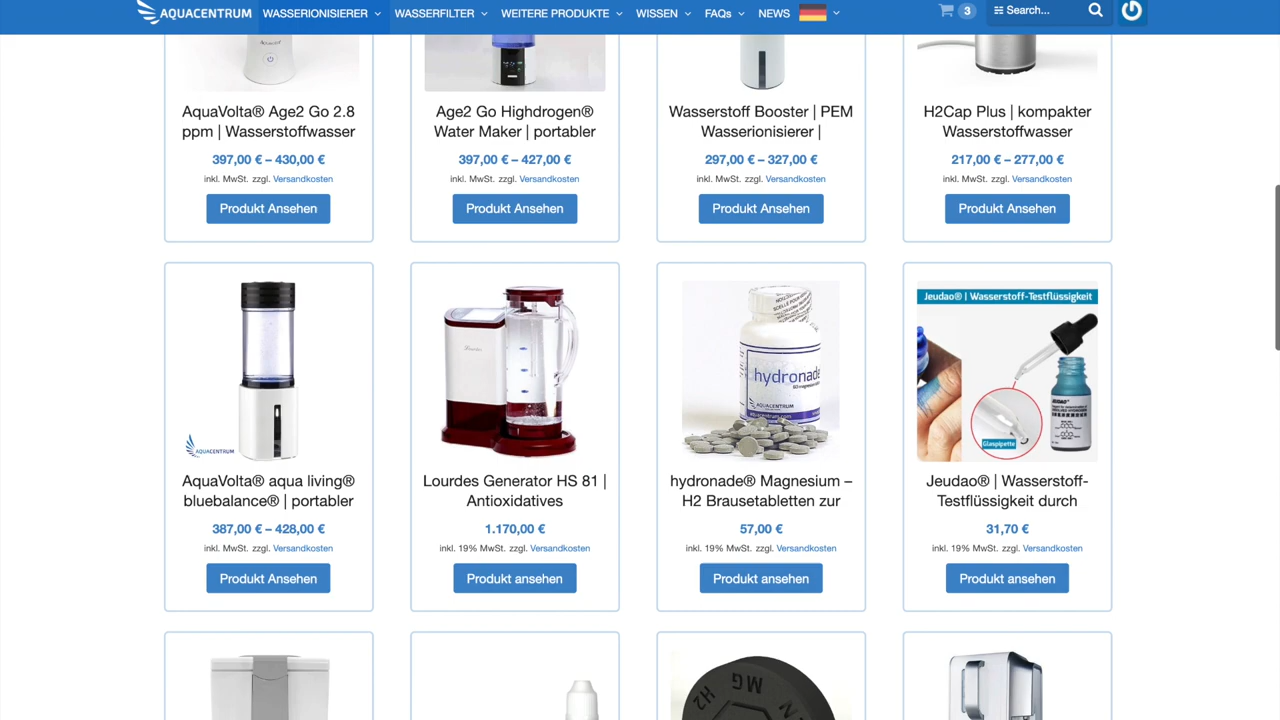 AQUACENTRUM WASSERIONISIERER WASSERFILTER WEITERE PRODUKTE WISSEN FAQs NEWS 3 Search...
AquaVolta® Age2 Go 2.8
ppm | Wasserstoffwasser
397,00 € – 430,00 €
inkl. MwSt. zzgl. Versandkosten
Produkt Ansehen
Age2 Go Highdrogen®
Water Maker | portabler
397,00 € – 427,00 €
inkl. MwSt. zzgl. Versandkosten
Produkt Ansehen
Wasserstoff Booster | PEM
Wasserionisierer |
297,00 € – 327,00 €
inkl. MwSt. zzgl. Versandkosten
Produkt Ansehen
H2Cap Plus | kompakter
Wasserstoffwasser
217,00 € – 277,00 €
inkl. MwSt. zzgl. Versandkosten
Produkt Ansehen
AQUACENTRUM
AquaVolta® aqua living®
bluebalance® | portabler
387,00 € – 428,00 €
inkl. MwSt. zzgl. Versandkosten
Produkt Ansehen
Lourdes Generator HS 81 |
Antioxidatives
1.170,00 €
inkl. 19% MwSt. zzgl. Versandkosten
Produkt ansehen
hydronade
AQUACENTRUM
aquacentrum.com
hydronade® Magnesium –
H2 Brausetabletten zur
57,00 €
inkl. 19% MwSt. zzgl. Versandkosten
Produkt ansehen
Jeudao® | Wasserstoff-Testflüssigkeit
Glaspipette
Jeudao® | Wasserstoff-
Testflüssigkeit durch
31,70 €
inkl. 19% MwSt. zzgl. Versandkosten
Produkt ansehen
H2 MG